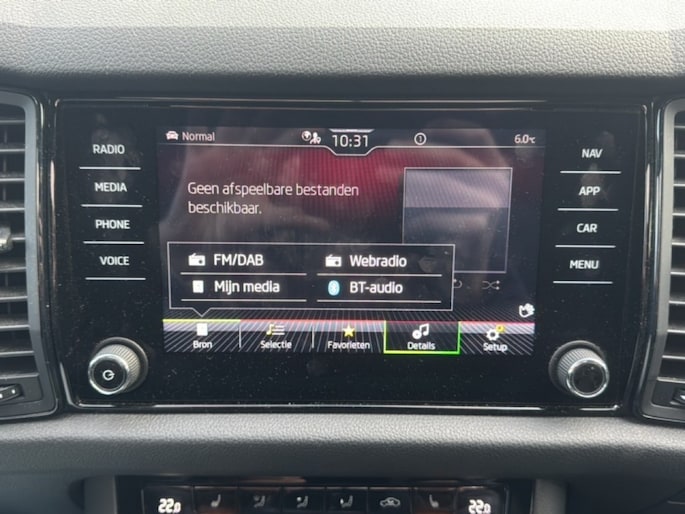 Normal
10:31
6.0°C
RADIO
MEDIA
PHONE
VOICE
NAV
APP
CAR
MENU
Geen afspeelbare bestanden
beschikbaar.
FM/DAB
Webradio
Mijn media
BT-audio
Bron
Selectie
Favorieten
Details
Setup
22.0
22.0